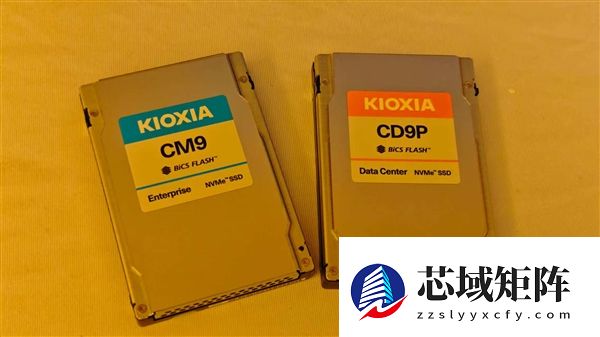 KIOXIA
CM9
BiCS FLASH™
Enterprise NVMe™ SSD
KIOXIA
CD9P
BiCS FLASH™
Data Center NVMe™ SSD
芯域矩阵
zzslyyxcfy.com